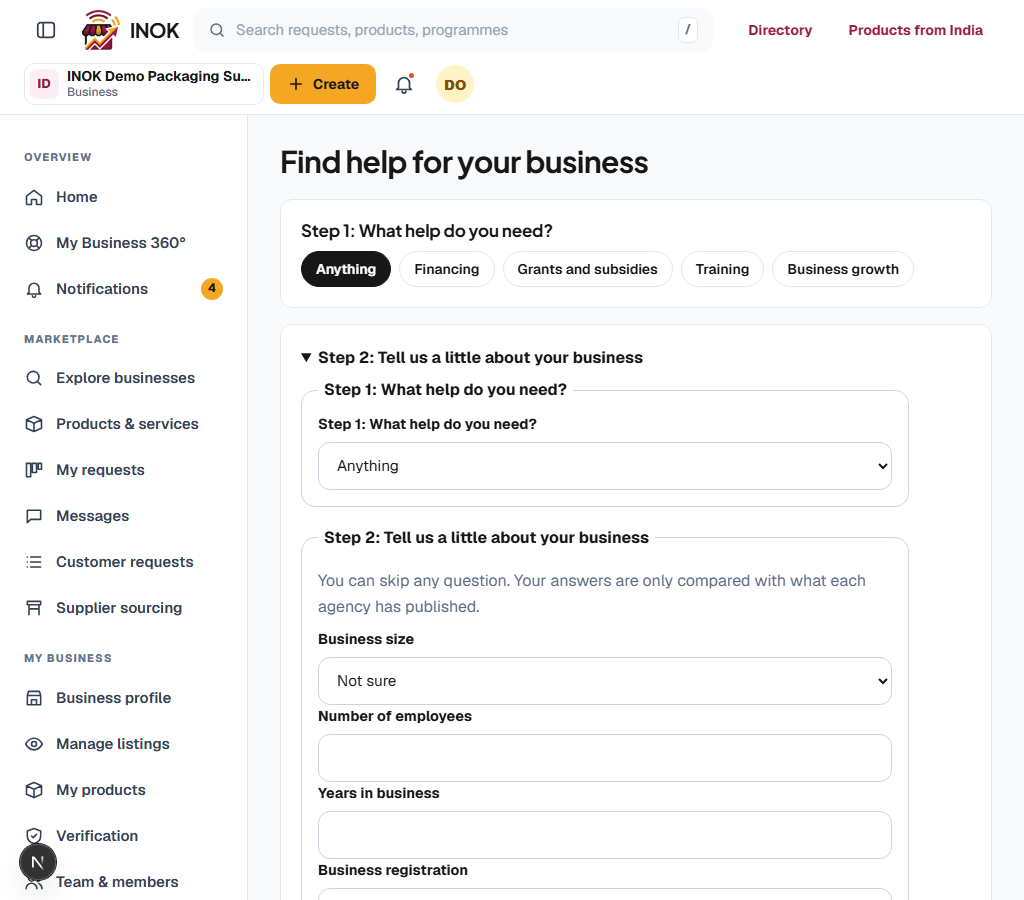 INOK
Search requests, products, programmes
/
Directory
Products from India
ID
INOK Demo Packaging Su...
Business
+ Create
DO
OVERVIEW
Home
My Business 360°
Notifications
4
MARKETPLACE
Explore businesses
Products & services
My requests
Messages
Customer requests
Supplier sourcing
MY BUSINESS
Business profile
Manage listings
My products
Verification
N
Team & members
Find help for your business
Step 1: What help do you need?
Anything
Financing
Grants and subsidies
Training
Business growth
▼ Step 2: Tell us a little about your business
Step 1: What help do you need?
Step 1: What help do you need?
Anything
Step 2: Tell us a little about your business
You can skip any question. Your answers are only compared with what each
agency has published.
Business size
Not sure
Number of employees
Years in business
Business registration